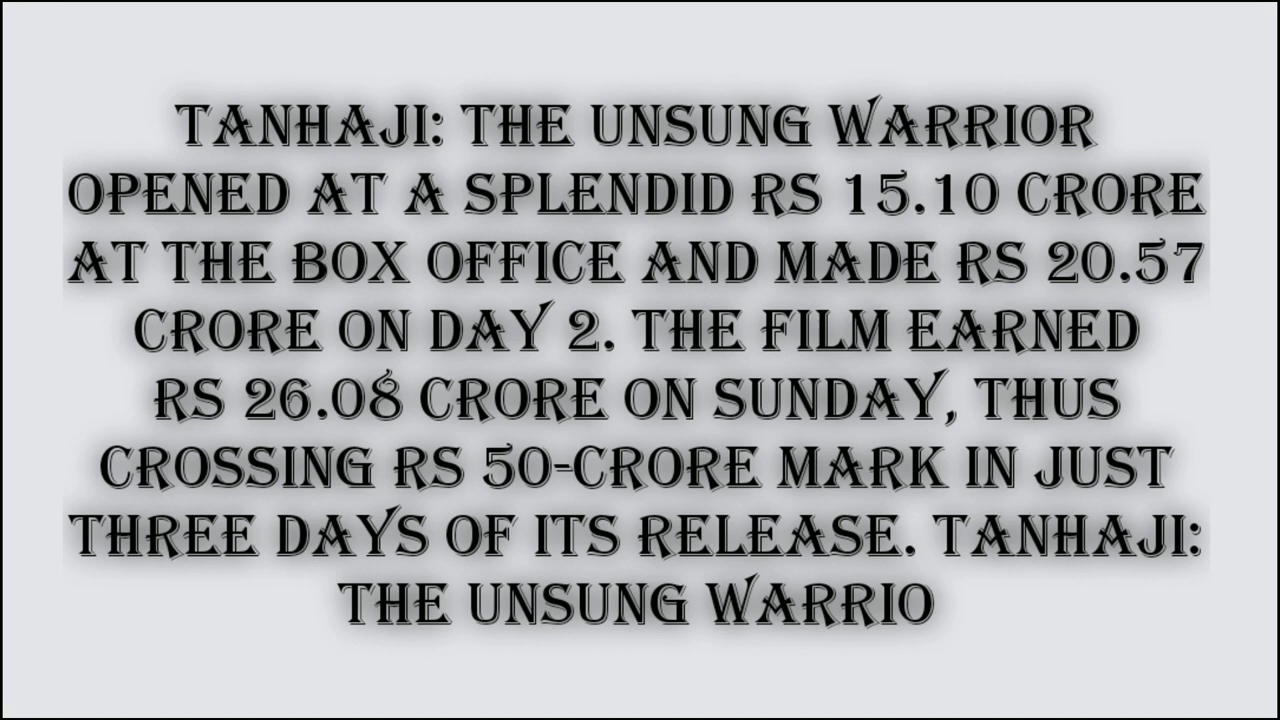 TANHAJI: THE UNSUNG WARRIOR
OPENED AT A SPLENDID RS 15.10 CRORE
AT THE BOX OFFICE AND MADE RS 20.57
CRORE ON DAY 2. THE FILM EARNED
RS 26.08 CRORE ON SUNDAY, THUS
CROSSING RS 50-CRORE MARK IN JUST
THREE DAYS OF ITS RELEASE. TANHAJI:
THE UNSUNG WARRIO